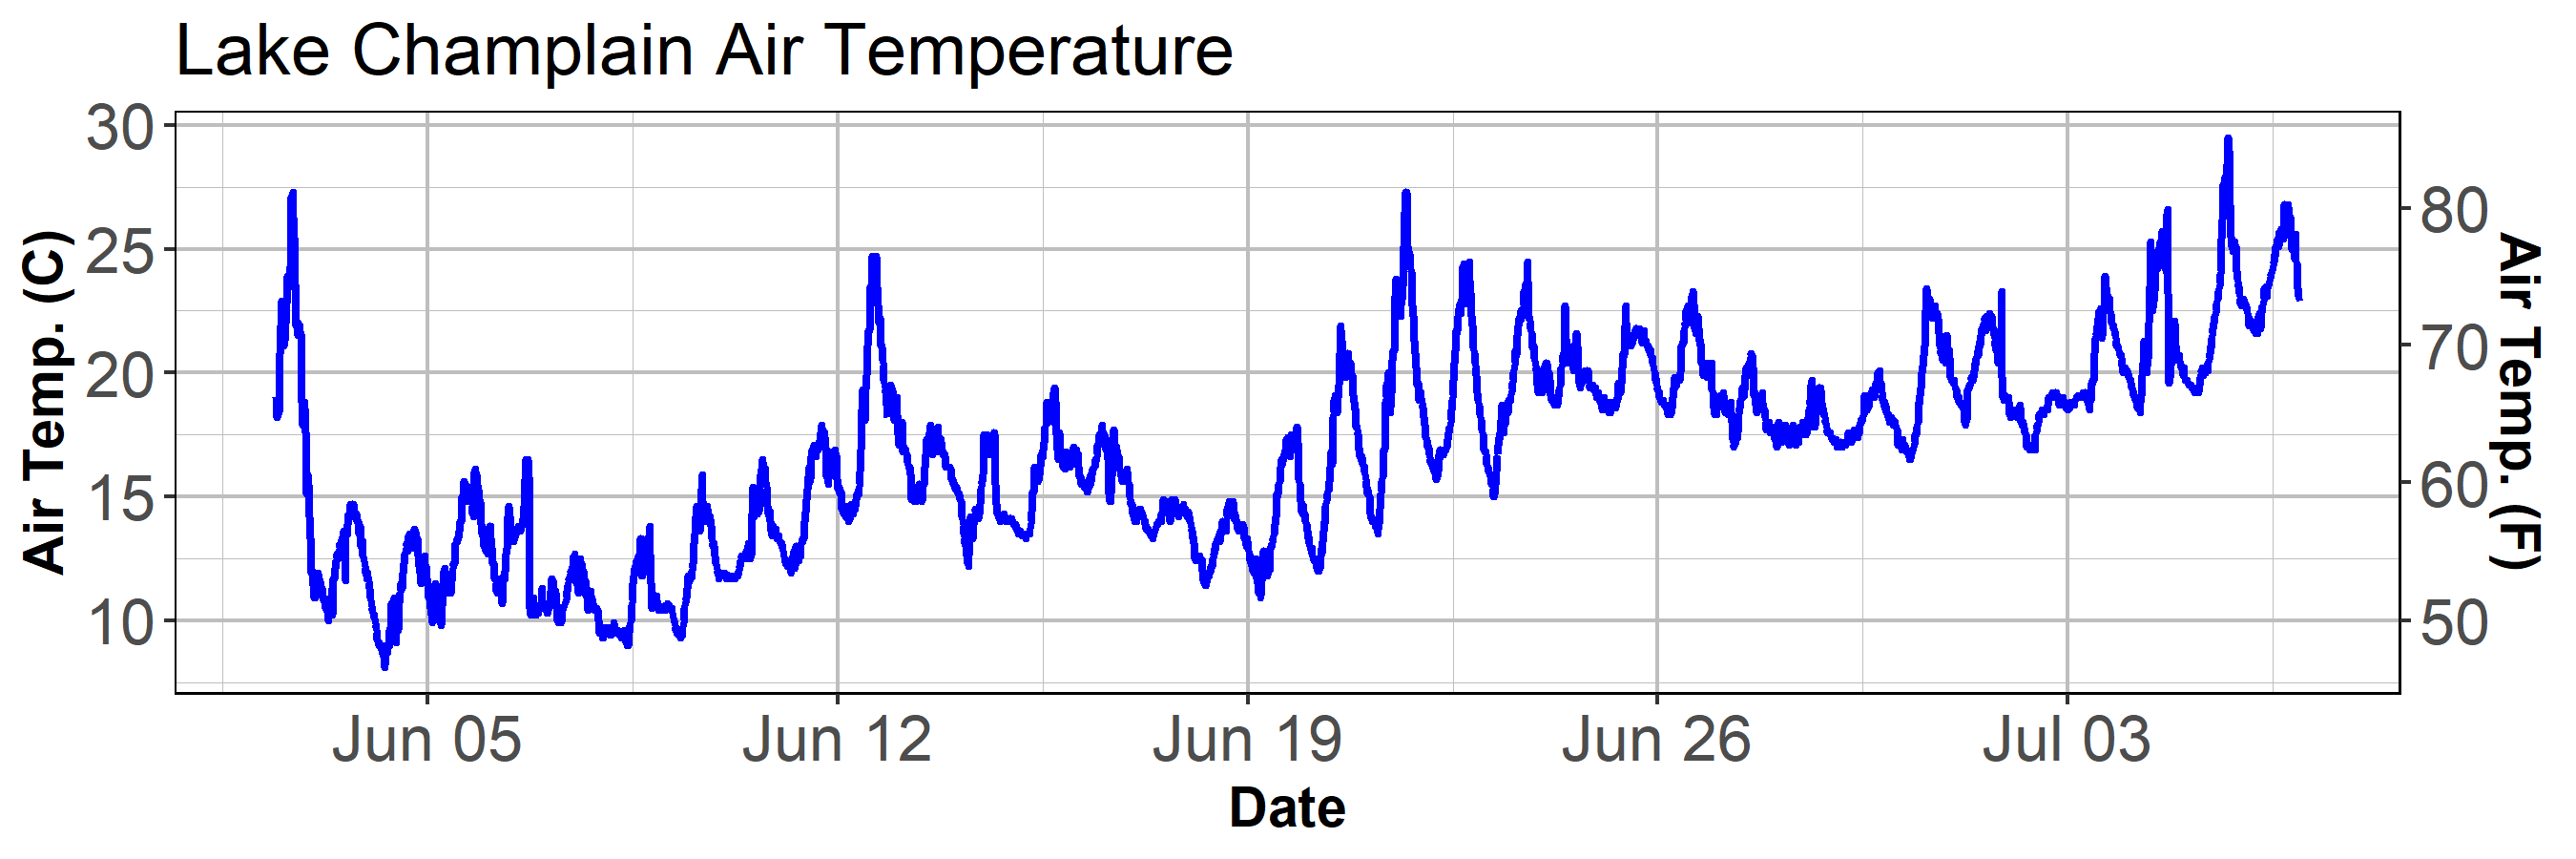 Lake Champlain Air Temperature
30
25
20
15
10
Air Temp. (C)
80
70
60
50
Air Temp. (F)
Jun 05 Jun 12 Jun 19 Jun 26 Jul 03
Date